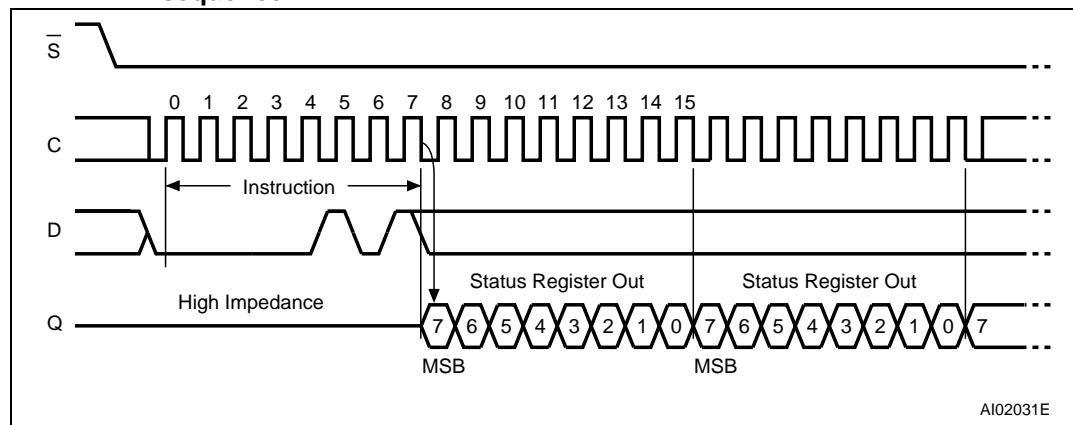 S
0 1 2 3 4 5 6 7 8 9 10 11 12 13 14 15
C
Instruction
D
Status Register Out Status Register Out
High Impedance
Q 7 6 5 4 3 2 1 0 7 6 5 4 3 2 1 0 7
MSB MSB
AI02031E